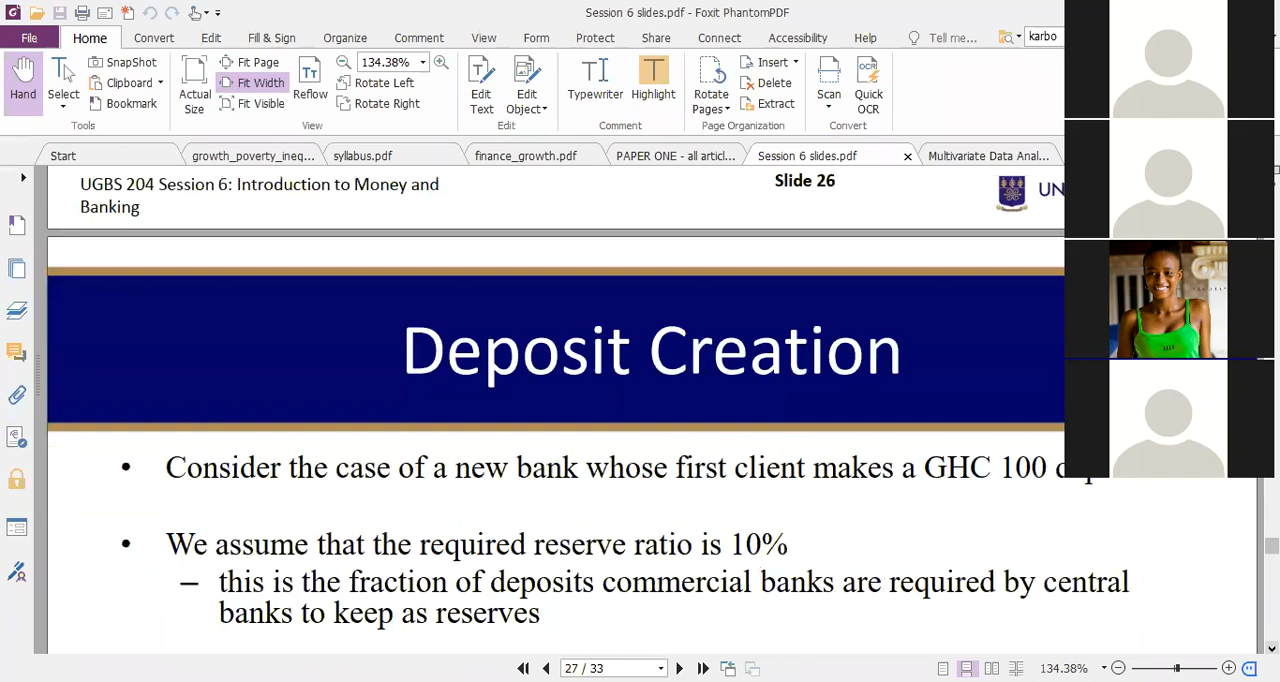 Session 6 slides.pdf - Foxit PhantomPDF
File Home Convert Edit Fill & Sign Organize Comment View Form Protect Share Connect Accessibility Help Tell me... karbo
Hand
Select
SnapShot
Clipboard
Bookmark
Tools
Actual Size
Fit Page
Fit Width
Fit Visible
Reflow
134.38%
Rotate Left
Rotate Right
View
Edit Text
Edit Object
Edit
Typewriter
Highlight
Comment
Rotate Pages
Insert
Delete
Extract
Page Organization
Scan
Quick OCR
Convert
Start growth_poverty_ineq... syllabus.pdf finance_growth.pdf PAPER ONE - all articl... Session 6 slides.pdf Multivariate Data Anal...
UGBS 204 Session 6: Introduction to Money and
Banking
Slide 26
UN
Deposit Creation
• Consider the case of a new bank whose first client makes a GHC 100
• We assume that the required reserve ratio is 10%
– this is the fraction of deposits commercial banks are required by central
banks to keep as reserves
27 / 33
134.38%